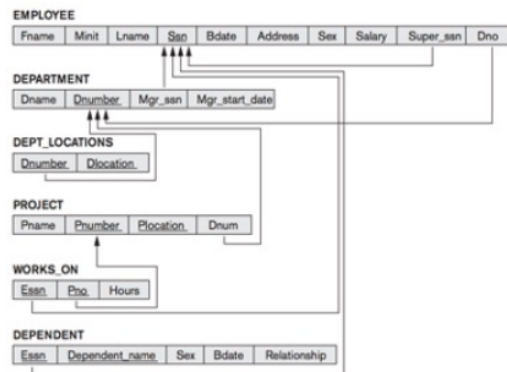 EMPLOYEE
Fname Minit Lname Ssn Bdate Address Sex Salary Super_ssn Dno
DEPARTMENT
Dname Dnumber Mgr_ssn Mgr_start_date
DEPT_LOCATIONS
Dnumber Dlocation
PROJECT
Pname Pnumber Plocation Dnum
WORKS_ON
Essn Pno Hours
DEPENDENT
Essn Dependent_name Sex Bdate Relationship